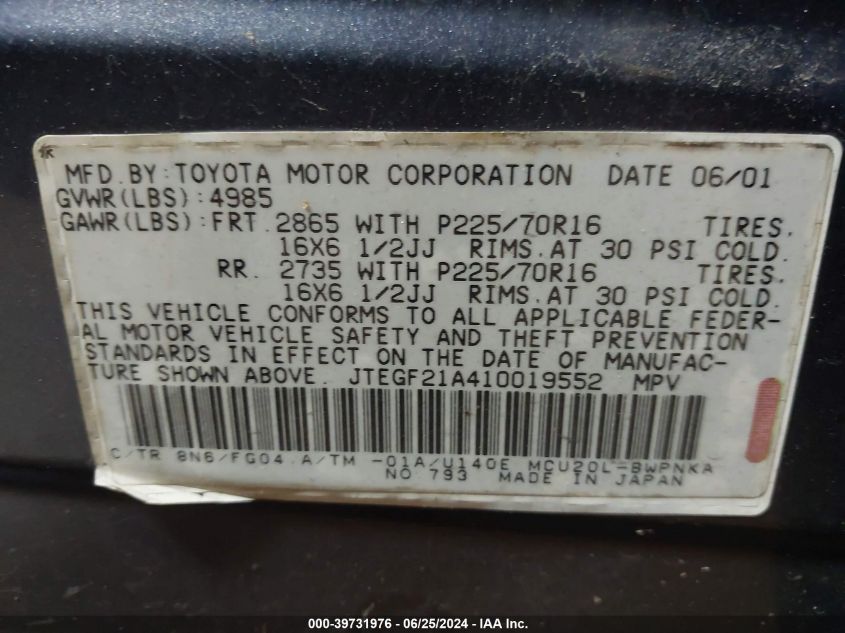 MFD. BY: TOYOTA MOTOR CORPORATION DATE 06/01
GVWR(LBS): 4985
GAWR(LBS): FRT. 2865 WITH P225/70R16 TIRES.
16X6 1/2JJ RIMS. AT 30 PSI COLD.
RR. 2735 WITH P225/70R16 TIRES.
16X6 1/2JJ RIMS. AT 30 PSI COLD.
THIS VEHICLE CONFORMS TO ALL APPLICABLE FEDER-
AL MOTOR VEHICLE SAFETY AND THEFT PREVENTION
STANDARDS IN EFFECT ON THE DATE OF MANUFAC-
TURE SHOWN ABOVE. JTEGF21A410019552 MPV
C/TR 8N6/FG04 A/TM -01A/U140E MCU20L-BWPNKA
NO 793 MADE IN JAPAN
000-39731976 - 06/25/2024 - IAA Holdings, LLC.